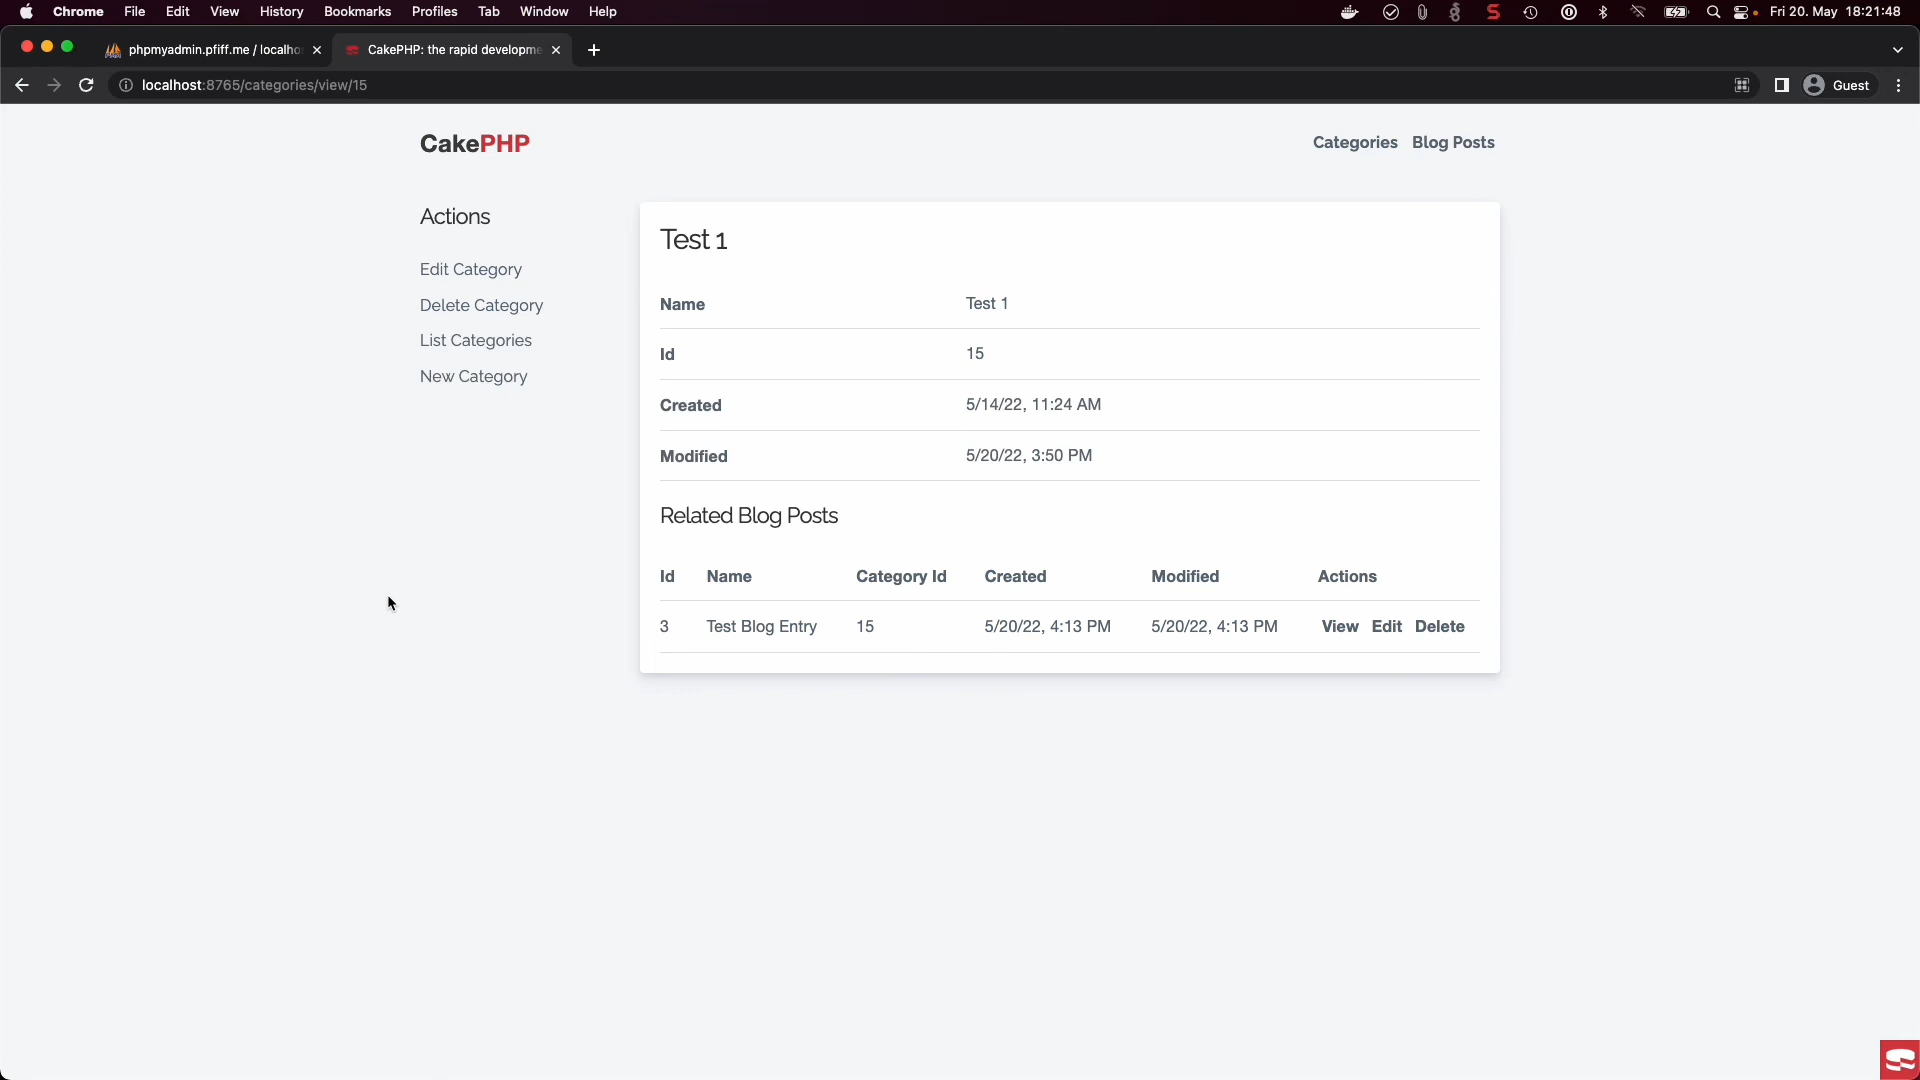 Chrome File Edit View History Bookmarks Profiles Tab Window Help Fri 20. May 18:21:48
phpmyadmin.pfiff.me / localho CakePHP: the rapid developme
localhost:8765/categories/view/15 Guest
CakePHP Categories Blog Posts
Actions
Edit Category
Delete Category
List Categories
New Category
Test 1
Name Test 1
Id 15
Created 5/14/22, 11:24 AM
Modified 5/20/22, 3:50 PM
Related Blog Posts
Id Name Category Id Created Modified Actions
3 Test Blog Entry 15 5/20/22, 4:13 PM 5/20/22, 4:13 PM View Edit Delete